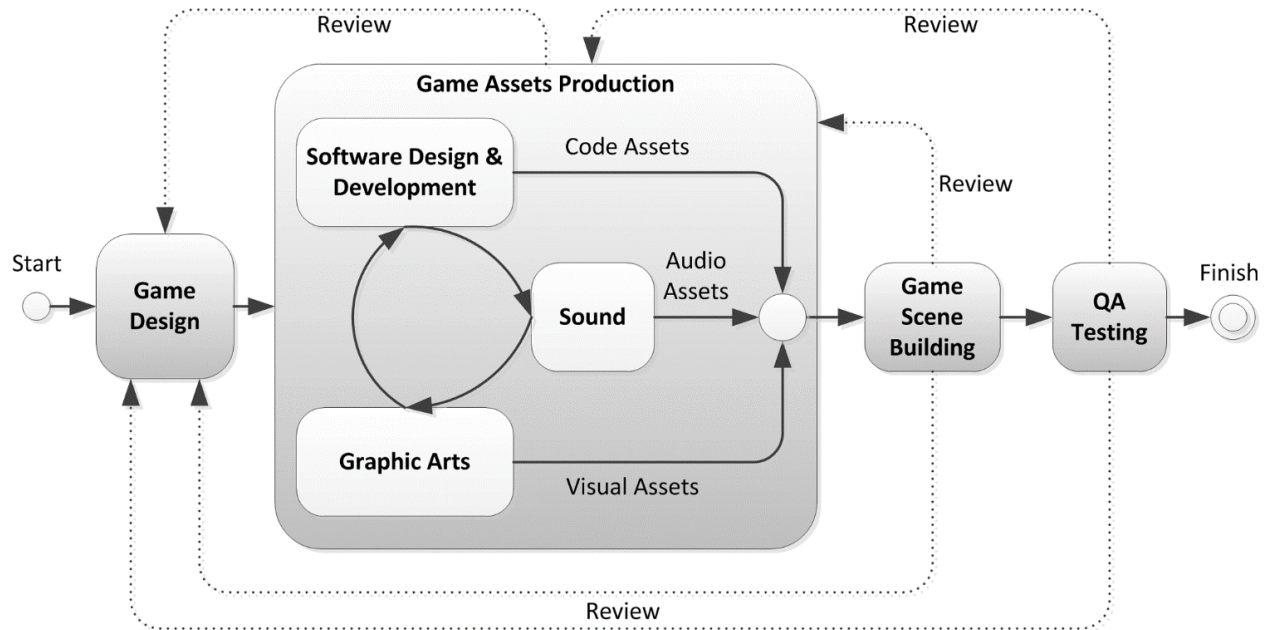 Review
Review
Game Assets Production
Software Design &
Development
Code Assets
Review
Start
Game
Design
Sound
Audio
Assets
Game
Scene
Building
QA
Testing
Finish
Graphic Arts
Visual Assets
Review